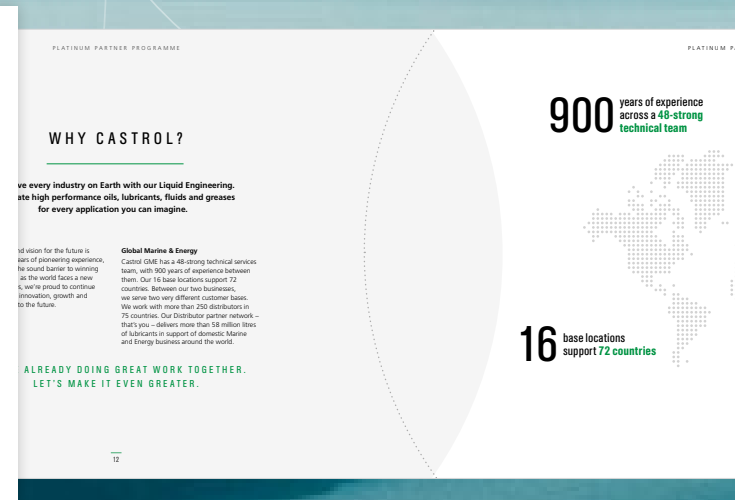 PLATINUM PARTNER PROGRAMME
WHY CASTROL?
ve every industry on Earth with our Liquid Engineering.
ate high performance oils, lubricants, fluids and greases
for every application you can imagine.
nd vision for the future is
ears of pioneering experience,
he sound barrier to winning
as the world faces a new
s, we're proud to continue
innovation, growth and
to the future.
Global Marine & Energy
Castrol GME has a 48-strong technical services
team, with 900 years of experience between
them. Our 16 base locations support 72
countries. Between our two businesses,
we serve two very different customer bases.
We work with more than 250 distributors in
75 countries. Our Distributor partner network –
that's you – delivers more than 58 million litres
of lubricants in support of domestic Marine
and Energy business around the world.
ALREADY DOING GREAT WORK TOGETHER.
LET'S MAKE IT EVEN GREATER.
12
PLATINUM PA
900 years of experience
across a 48-strong
technical team
16 base locations
support 72 countries